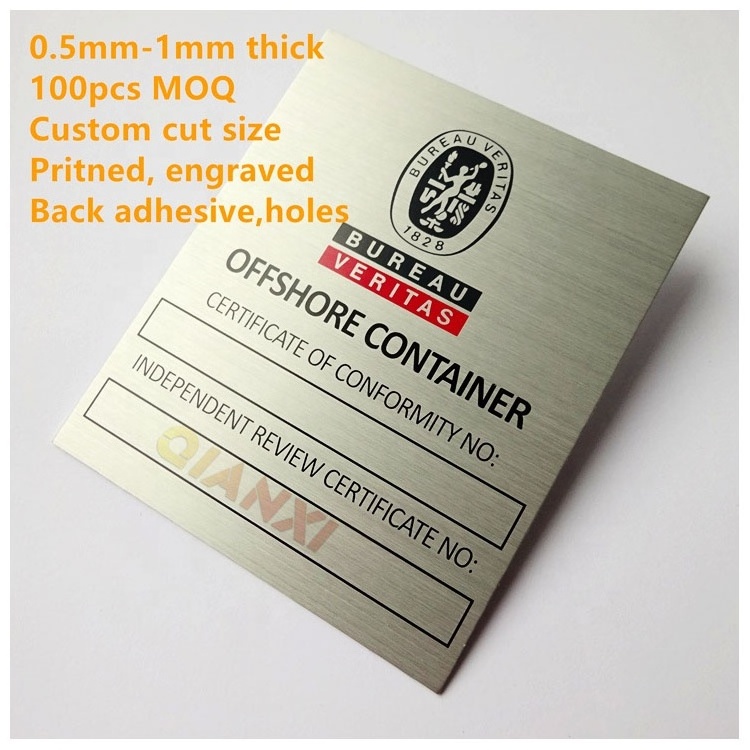 0.5mm-1mm thick
100pcs MOQ
Custom cut size
Pritned, engraved
Back adhesive,holes
BUREAU VERITAS
1828
BUREAU
VERITAS
OFFSHORE CONTAINER
CERTIFICATE OF CONFORMITY NO:
INDEPENDENT REVIEW CERTIFICATE NO:
QIANXI